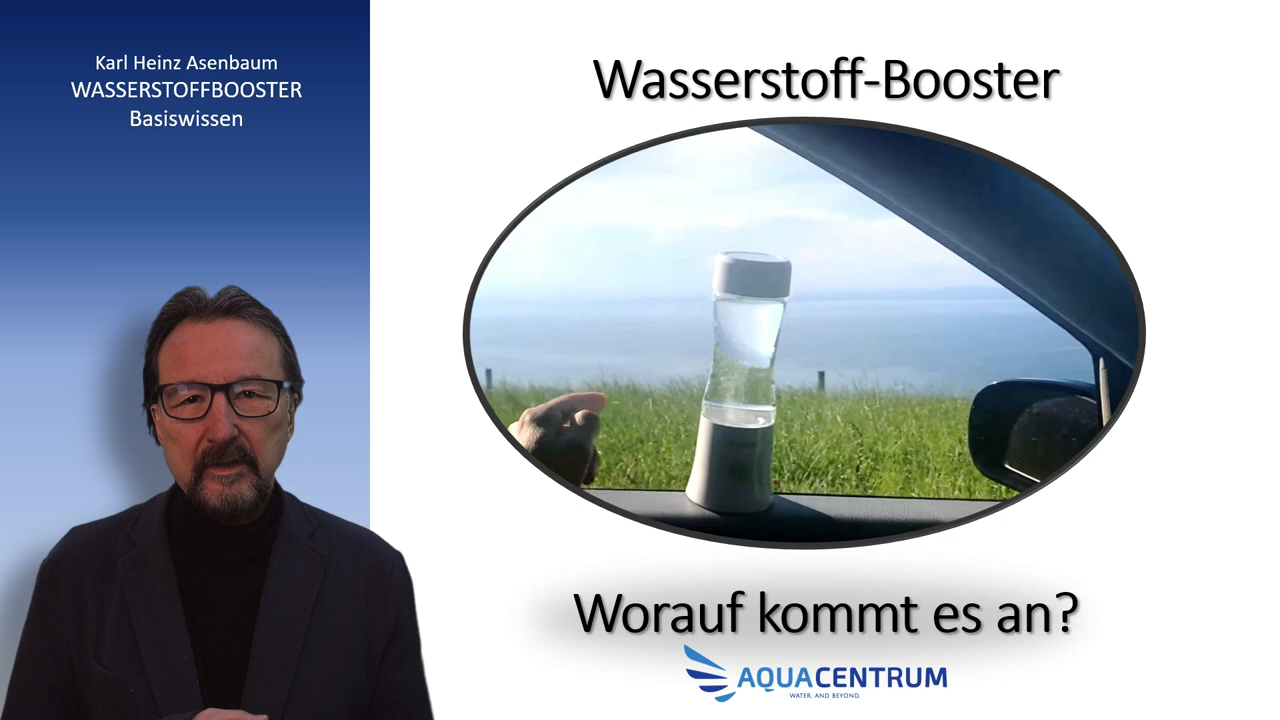 Karl Heinz Asenbaum
WASSERSTOFFBOOSTER
Basiswissen
Wasserstoff-Booster
Worauf kommt es an?
AQUACENTRUM
WATER. AND BEYOND.